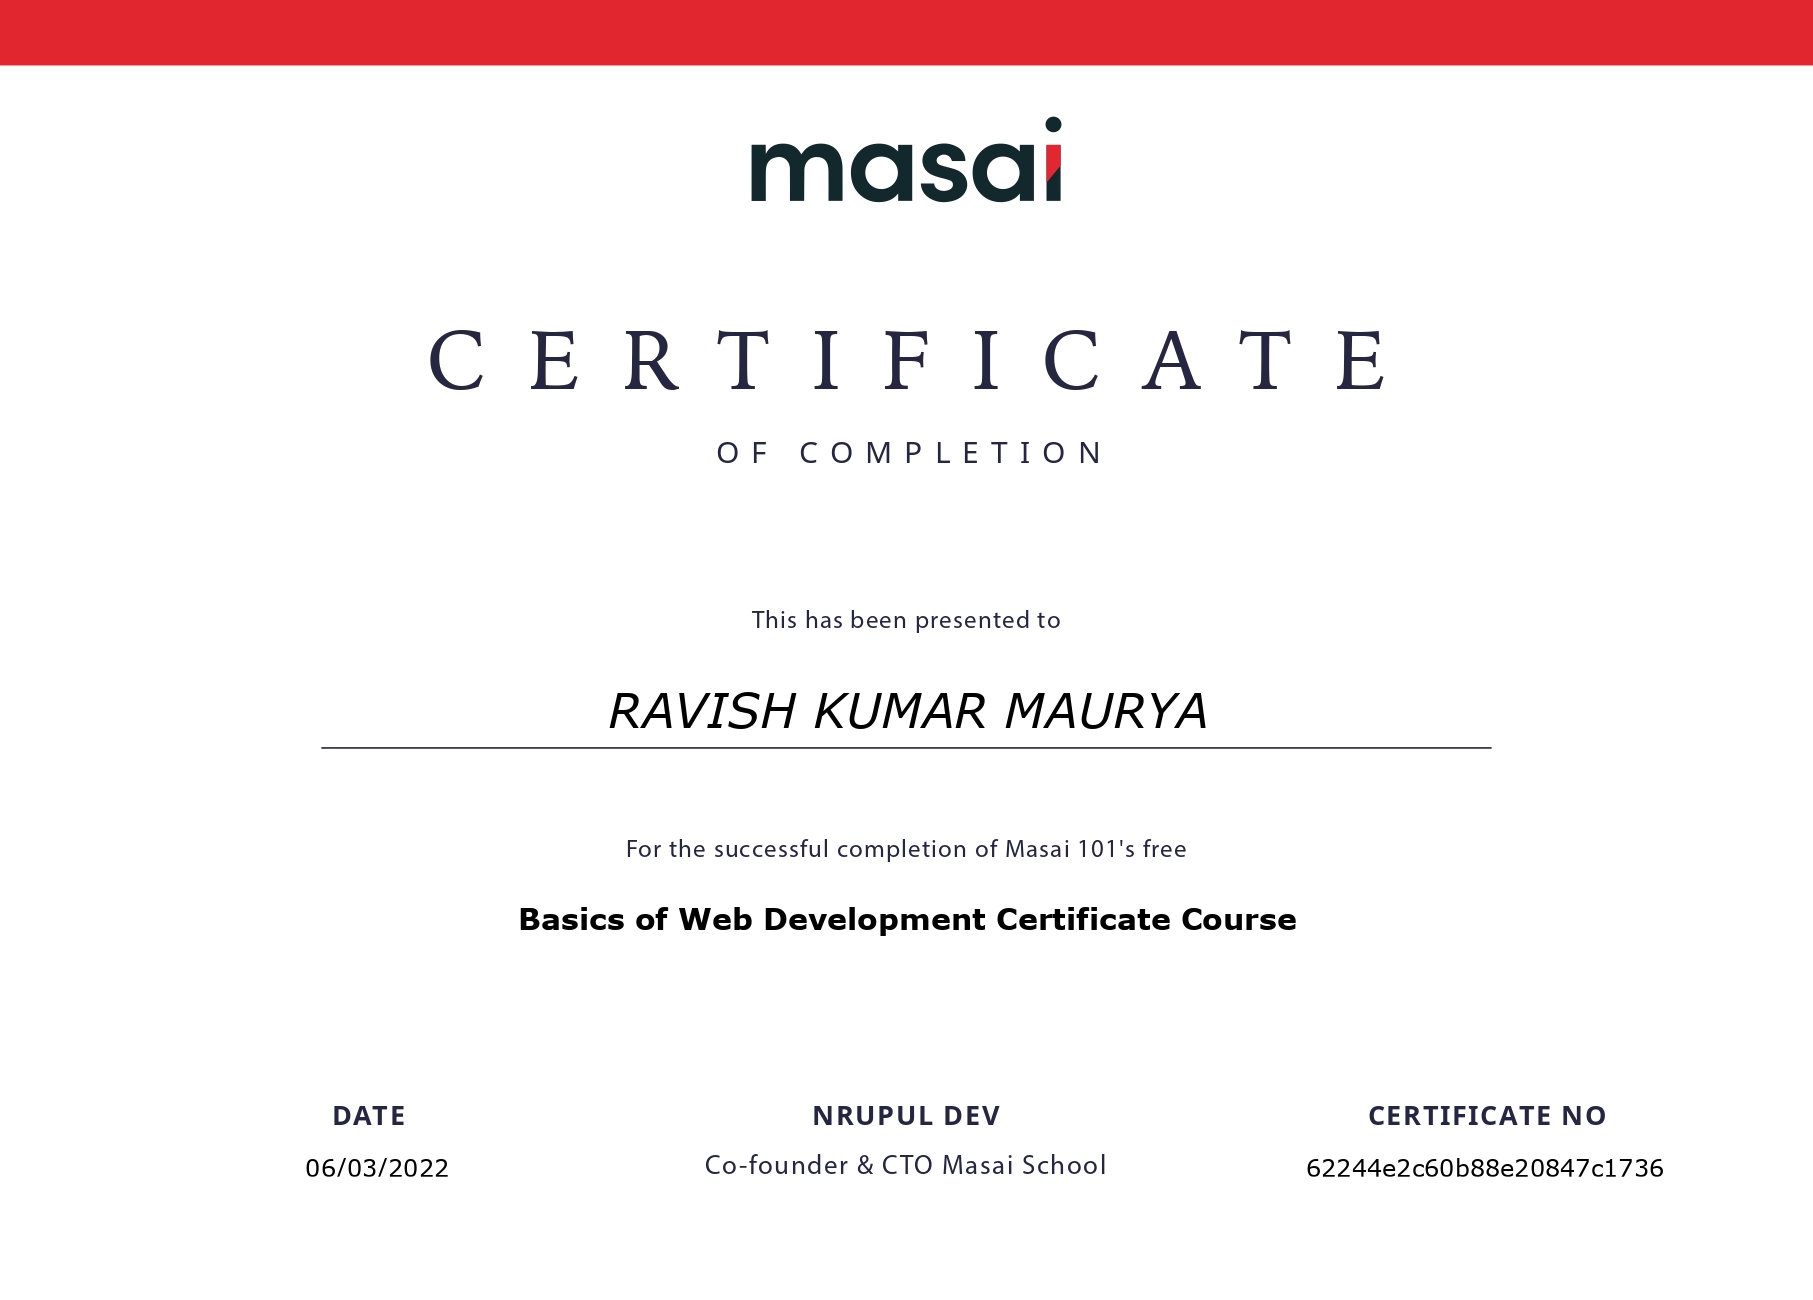 masai
CERTIFICATE
OF COMPLETION
This has been presented to
RAVISH KUMAR MAURYA
For the successful completion of Masai 101's free
Basics of Web Development Certificate Course
DATE
06/03/2022
NRUPUL DEV
Co-founder & CTO Masai School
CERTIFICATE NO
62244e2c60b88e20847c1736